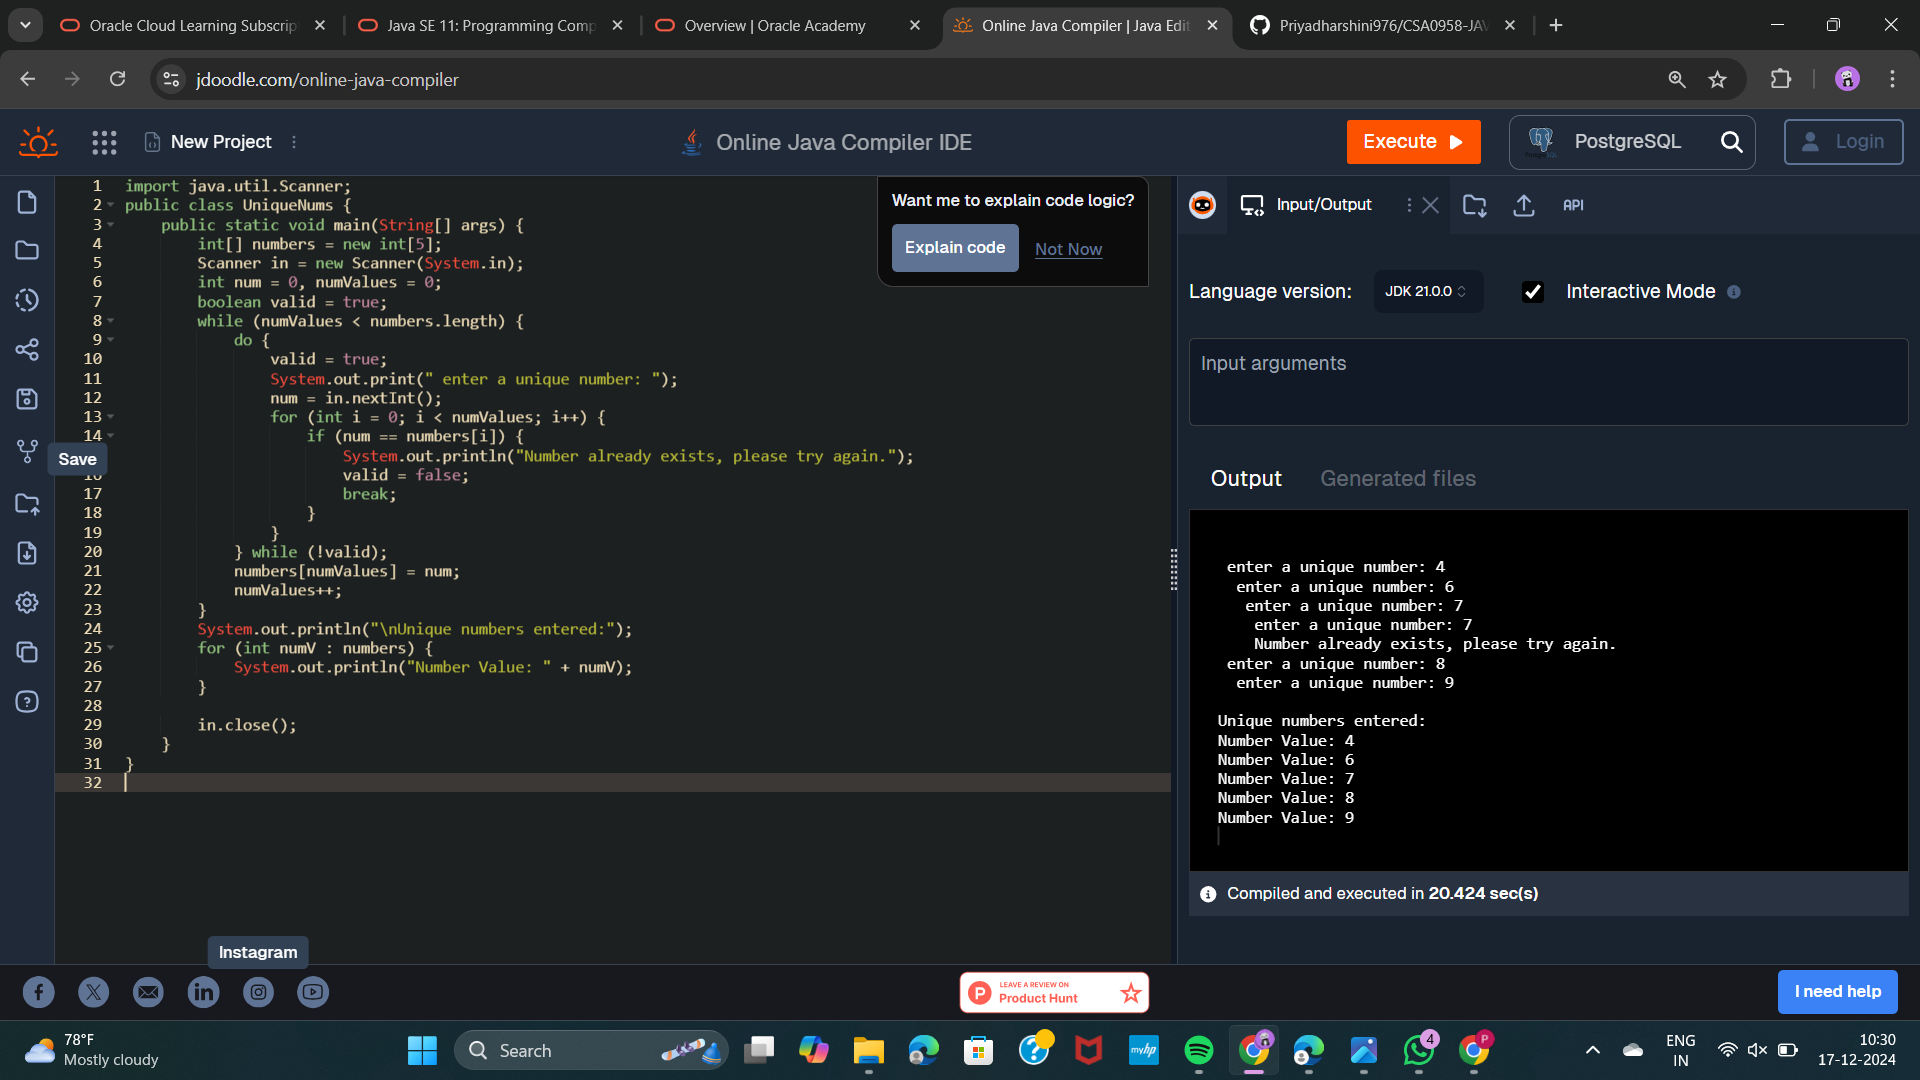 Oracle Cloud Learning Subscrip
Java SE 11: Programming Comp
Overview | Oracle Academy
Online Java Compiler | Java Edit
Priyadharshini976/CSA0958-JAV
jdoodle.com/online-java-compiler
New Project
Online Java Compiler IDE
Execute
PostgreSQL
Login
1 import java.util.Scanner;
2 public class UniqueNums {
3 public static void main(String[] args) {
4 int[] numbers = new int[5];
5 Scanner in = new Scanner(System.in);
6 int num = 0, numValues = 0;
7 boolean valid = true;
8 while (numValues < numbers.length) {
9 do {
10 valid = true;
11 System.out.print(" enter a unique number: ");
12 num = in.nextInt();
13 for (int i = 0; i < numValues; i++) {
14 if (num == numbers[i]) {
System.out.println("Number already exists, please try again.");
16 valid = false;
17 break;
18 }
19 }
20 } while (!valid);
21 numbers[numValues] = num;
22 numValues++;
23 }
24 System.out.println("\nUnique numbers entered:");
25 for (int numV : numbers) {
26 System.out.println("Number Value: " + numV);
27 }
28
29 in.close();
30 }
31 }
32
Save
Want me to explain code logic?
Explain code
Not Now
Input/Output
API
Language version:
JDK 21.0.0
Interactive Mode
Input arguments
Output
Generated files
enter a unique number: 4
enter a unique number: 6
enter a unique number: 7
enter a unique number: 7
Number already exists, please try again.
enter a unique number: 8
enter a unique number: 9
Unique numbers entered:
Number Value: 4
Number Value: 6
Number Value: 7
Number Value: 8
Number Value: 9
Compiled and executed in 20.424 sec(s)
Instagram
LEAVE A REVIEW ON
Product Hunt
I need help
78°F
Mostly cloudy
Search
myhp
4
P
ENG
IN
10:30
17-12-2024